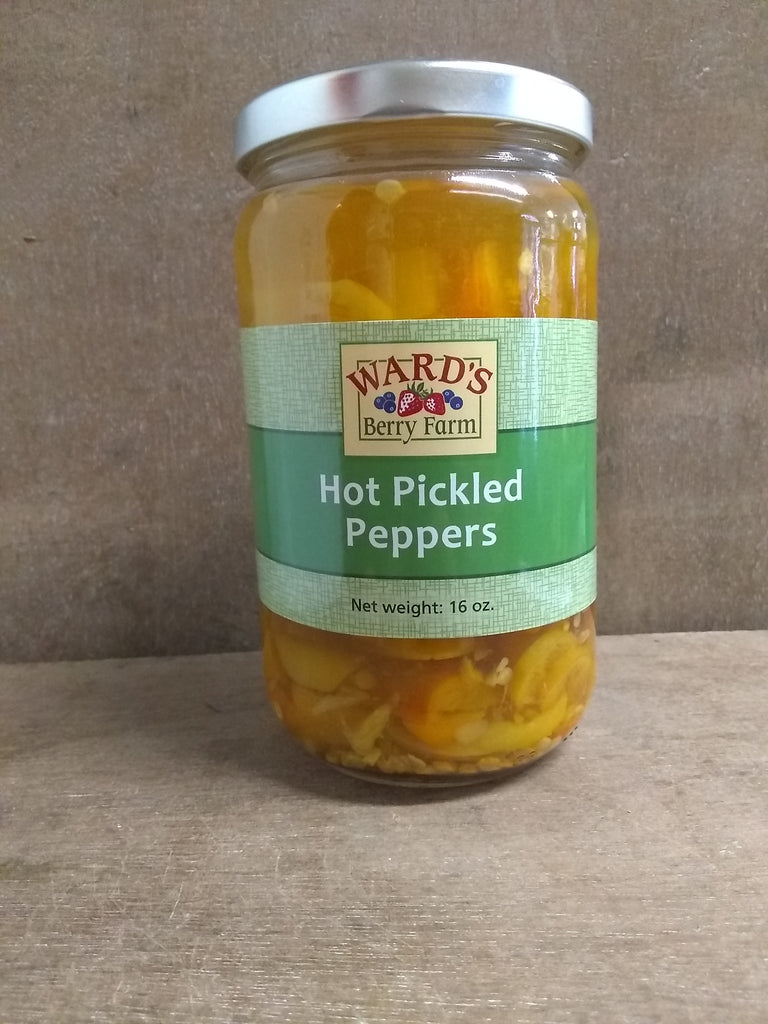 WARD'S
Berry Farm
Hot Pickled
Peppers
Net weight: 16 oz.